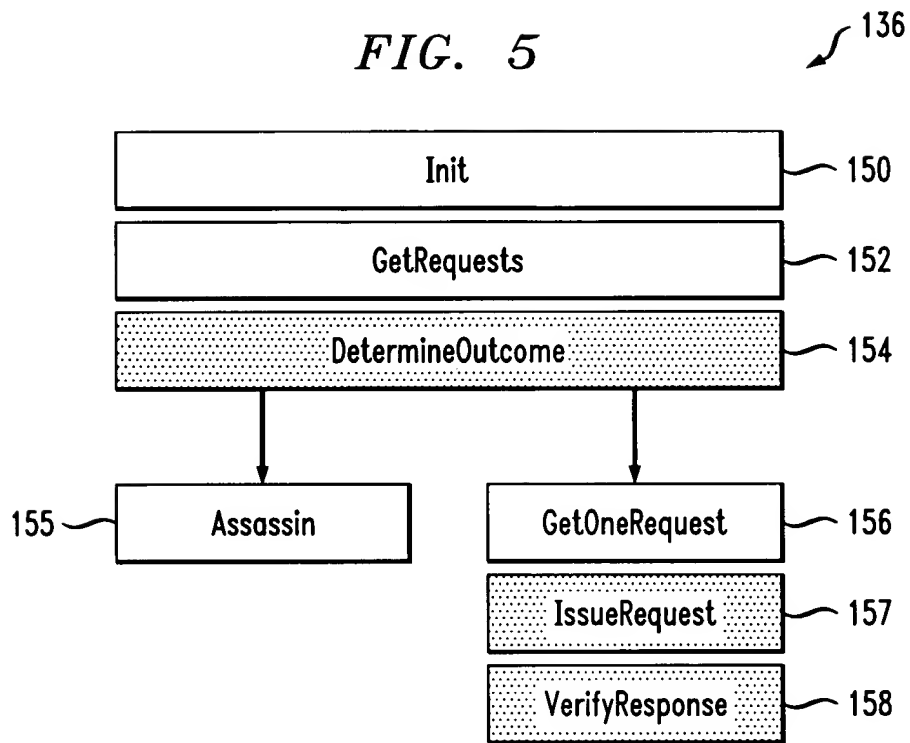 FIG. 5
136
Init
150
GetRequests
152
DetermineOutcome
154
155
Assassin
GetOneRequest
156
IssueRequest
157
VerifyResponse
158